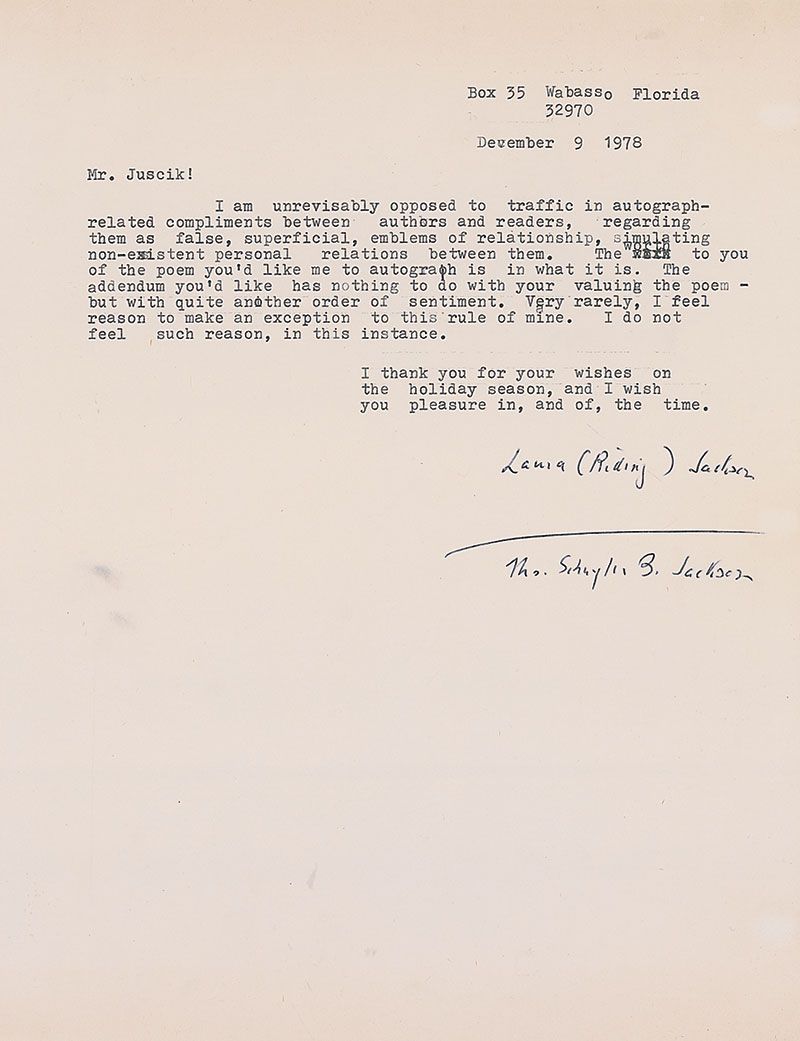 Box 35 Wabasso Florida
32970
December 9 1978
Mr. Juscik!
I am unrevisably opposed to traffic in autograph-
related compliments between authors and readers, regarding
them as false, superficial, emblems of relationship, simulating
non-existent personal relations between them. The worth to you
of the poem you'd like me to autograph is in what it is. The
addendum you'd like has nothing to do with your valuing the poem -
but with quite another order of sentiment. Very rarely, I feel
reason to make an exception to this rule of mine. I do not
feel such reason, in this instance.
I thank you for your wishes on
the holiday season, and I wish
you pleasure in, and of, the time.
Laura (Riding) Jackson
Mrs. Schuyler B. Jackson